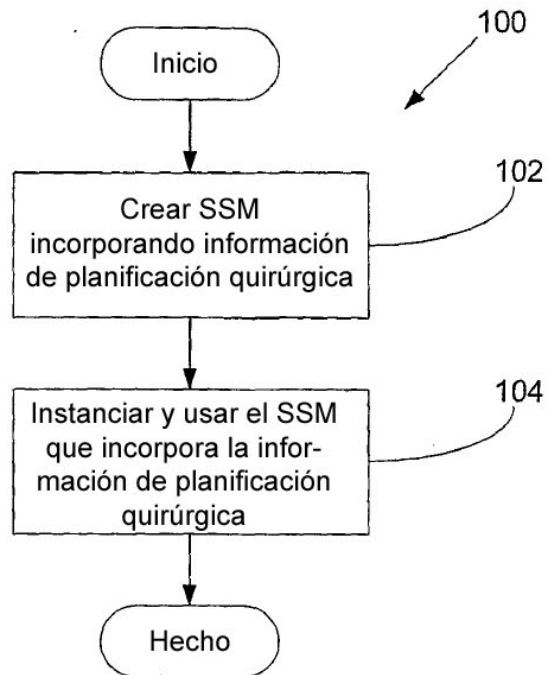 100
Inicio
102
Crear SSM
incorporando información
de planificación quirúrgica
104
Instanciar y usar el SSM
que incorpora la infor-
mación de planificación
quirúrgica
Hecho